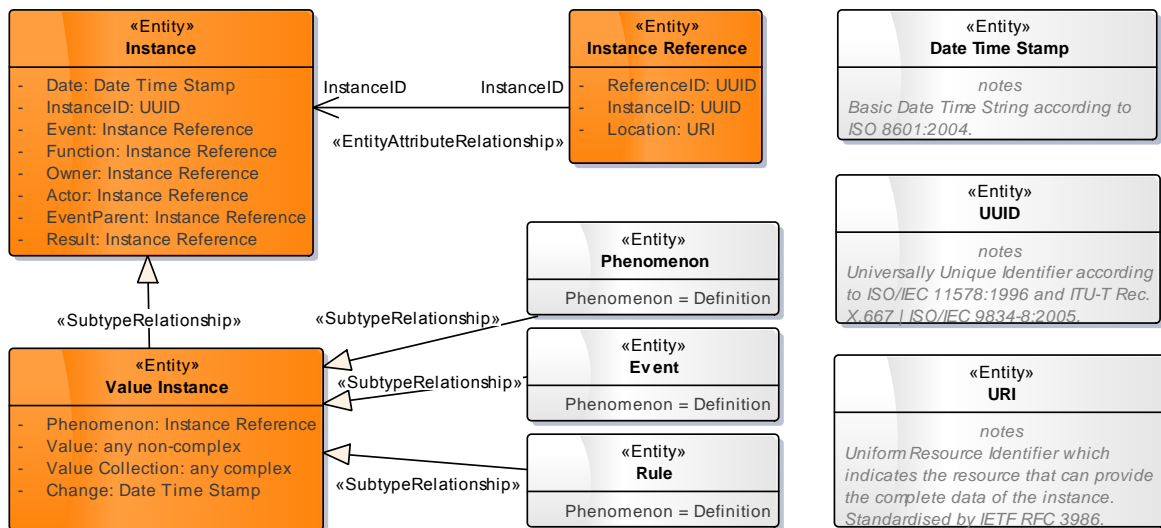 «Entity»
Instance
- Date: Date Time Stamp
- InstanceID: UUID
- Event: Instance Reference
- Function: Instance Reference
- Owner: Instance Reference
- Actor: Instance Reference
- EventParent: Instance Reference
- Result: Instance Reference
InstanceID
InstanceID
«EntityAttributeRelationship»
«Entity»
Instance Reference
- ReferenceID: UUID
- InstanceID: UUID
- Location: URI
«Entity»
Date Time Stamp
notes
Basic Date Time String according to
ISO 8601:2004.
«Entity»
UUID
notes
Universally Unique Identifier according
to ISO/IEC 11578:1996 and ITU-T Rec.
X.667 | ISO/IEC 9834-8:2005.
«SubtypeRelationship»
«Entity»
Value Instance
- Phenomenon: Instance Reference
- Value: any non-complex
- Value Collection: any complex
- Change: Date Time Stamp
«SubtypeRelationship»
«Entity»
Phenomenon
Phenomenon = Definition
«SubtypeRelationship»
«Entity»
Event
Phenomenon = Definition
«SubtypeRelationship»
«Entity»
Rule
Phenomenon = Definition
«Entity»
URI
notes
Uniform Resource Identifier which
indicates the resource that can provide
the complete data of the instance.
Standardised by IETF RFC 3986.